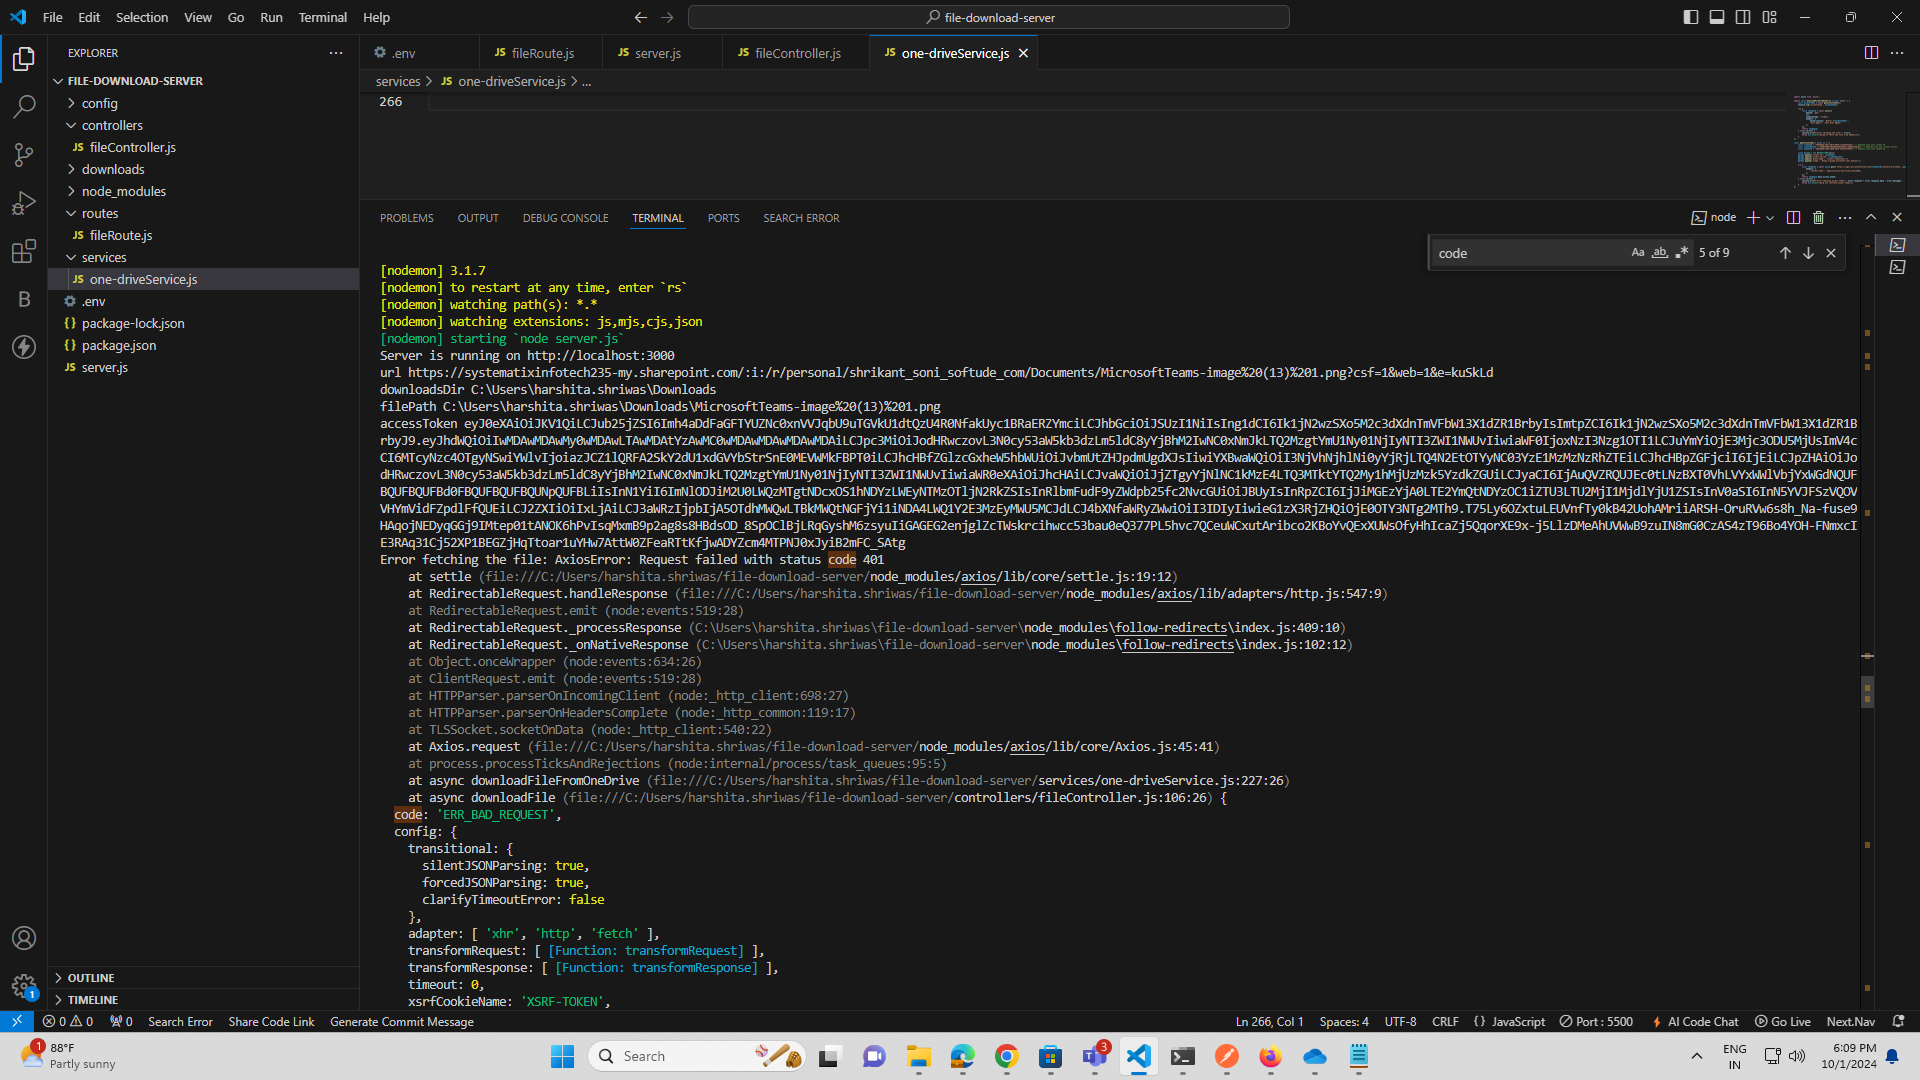 File Edit Selection View Go Run Terminal Help
file-download-server
EXPLORER
FILE-DOWNLOAD-SERVER
config
controllers
JS fileController.js
downloads
node_modules
routes
JS fileRoute.js
services
JS one-driveService.js
.env
{} package-lock.json
{} package.json
JS server.js
OUTLINE
TIMELINE
.env
JS fileRoute.js
JS server.js
JS fileController.js
JS one-driveService.js
services > JS one-driveService.js > ...
266
PROBLEMS OUTPUT DEBUG CONSOLE TERMINAL PORTS SEARCH ERROR
node
code Aa ab 5 of 9
[nodemon] 3.1.7
[nodemon] to restart at any time, enter `rs`
[nodemon] watching path(s): *.*
[nodemon] watching extensions: js,mjs,cjs,json
[nodemon] starting `node server.js`
Server is running on http://localhost:3000
url https://systematixinfotech235-my.sharepoint.com/:i:/r/personal/shrikant_soni_softude_com/Documents/MicrosoftTeams-image%20(13)%201.png?csf=1&web=1&e=kuSkLd
downloadsDir C:\Users\harshita.shriwas\Downloads
filePath C:\Users\harshita.shriwas\Downloads\MicrosoftTeams-image%20(13)%201.png
accessToken
Error fetching the file: AxiosError: Request failed with status code 401
at settle (file:///C:/Users/harshita.shriwas/file-download-server/node_modules/axios/lib/core/settle.js:19:12)
at RedirectableRequest.handleResponse (file:///C:/Users/harshita.shriwas/file-download-server/node_modules/axios/lib/adapters/http.js:547:9)
at RedirectableRequest.emit (node:events:519:28)
at RedirectableRequest._processResponse (C:\Users\harshita.shriwas\file-download-server\node_modules\follow-redirects\index.js:409:10)
at RedirectableRequest._onNativeResponse (C:\Users\harshita.shriwas\file-download-server\node_modules\follow-redirects\index.js:102:12)
at Object.onceWrapper (node:events:634:26)
at ClientRequest.emit (node:events:519:28)
at HTTPParser.parserOnIncomingClient (node:_http_client:698:27)
at HTTPParser.parserOnHeadersComplete (node:_http_common:119:17)
at TLSSocket.socketOnData (node:_http_client:540:22)
at Axios.request (file:///C:/Users/harshita.shriwas/file-download-server/node_modules/axios/lib/core/Axios.js:45:41)
at process.processTicksAndRejections (node:internal/process/task_queues:95:5)
at async downloadFileFromOneDrive (file:///C:/Users/harshita.shriwas/file-download-server/services/one-driveService.js:227:26)
at async downloadFile (file:///C:/Users/harshita.shriwas/file-download-server/controllers/fileController.js:106:26) {
code: 'ERR_BAD_REQUEST',
config: {
transitional: {
silentJSONParsing: true,
forcedJSONParsing: true,
clarifyTimeoutError: false
},
adapter: [ 'xhr', 'http', 'fetch' ],
transformRequest: [ [Function: transformRequest] ],
transformResponse: [ [Function: transformResponse] ],
timeout: 0,
xsrfCookieName: 'XSRF-TOKEN',
1
0 0 0 Search Error Share Code Link Generate Commit Message
Ln 266, Col 1 Spaces: 4 UTF-8 CRLF {} JavaScript Port : 5500 AI Code Chat Go Live Next.Nav
1
88°F
Partly sunny
Search
3
ENG
IN
6:09 PM
10/1/2024